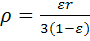 ρ = εr / 3(1−ε)